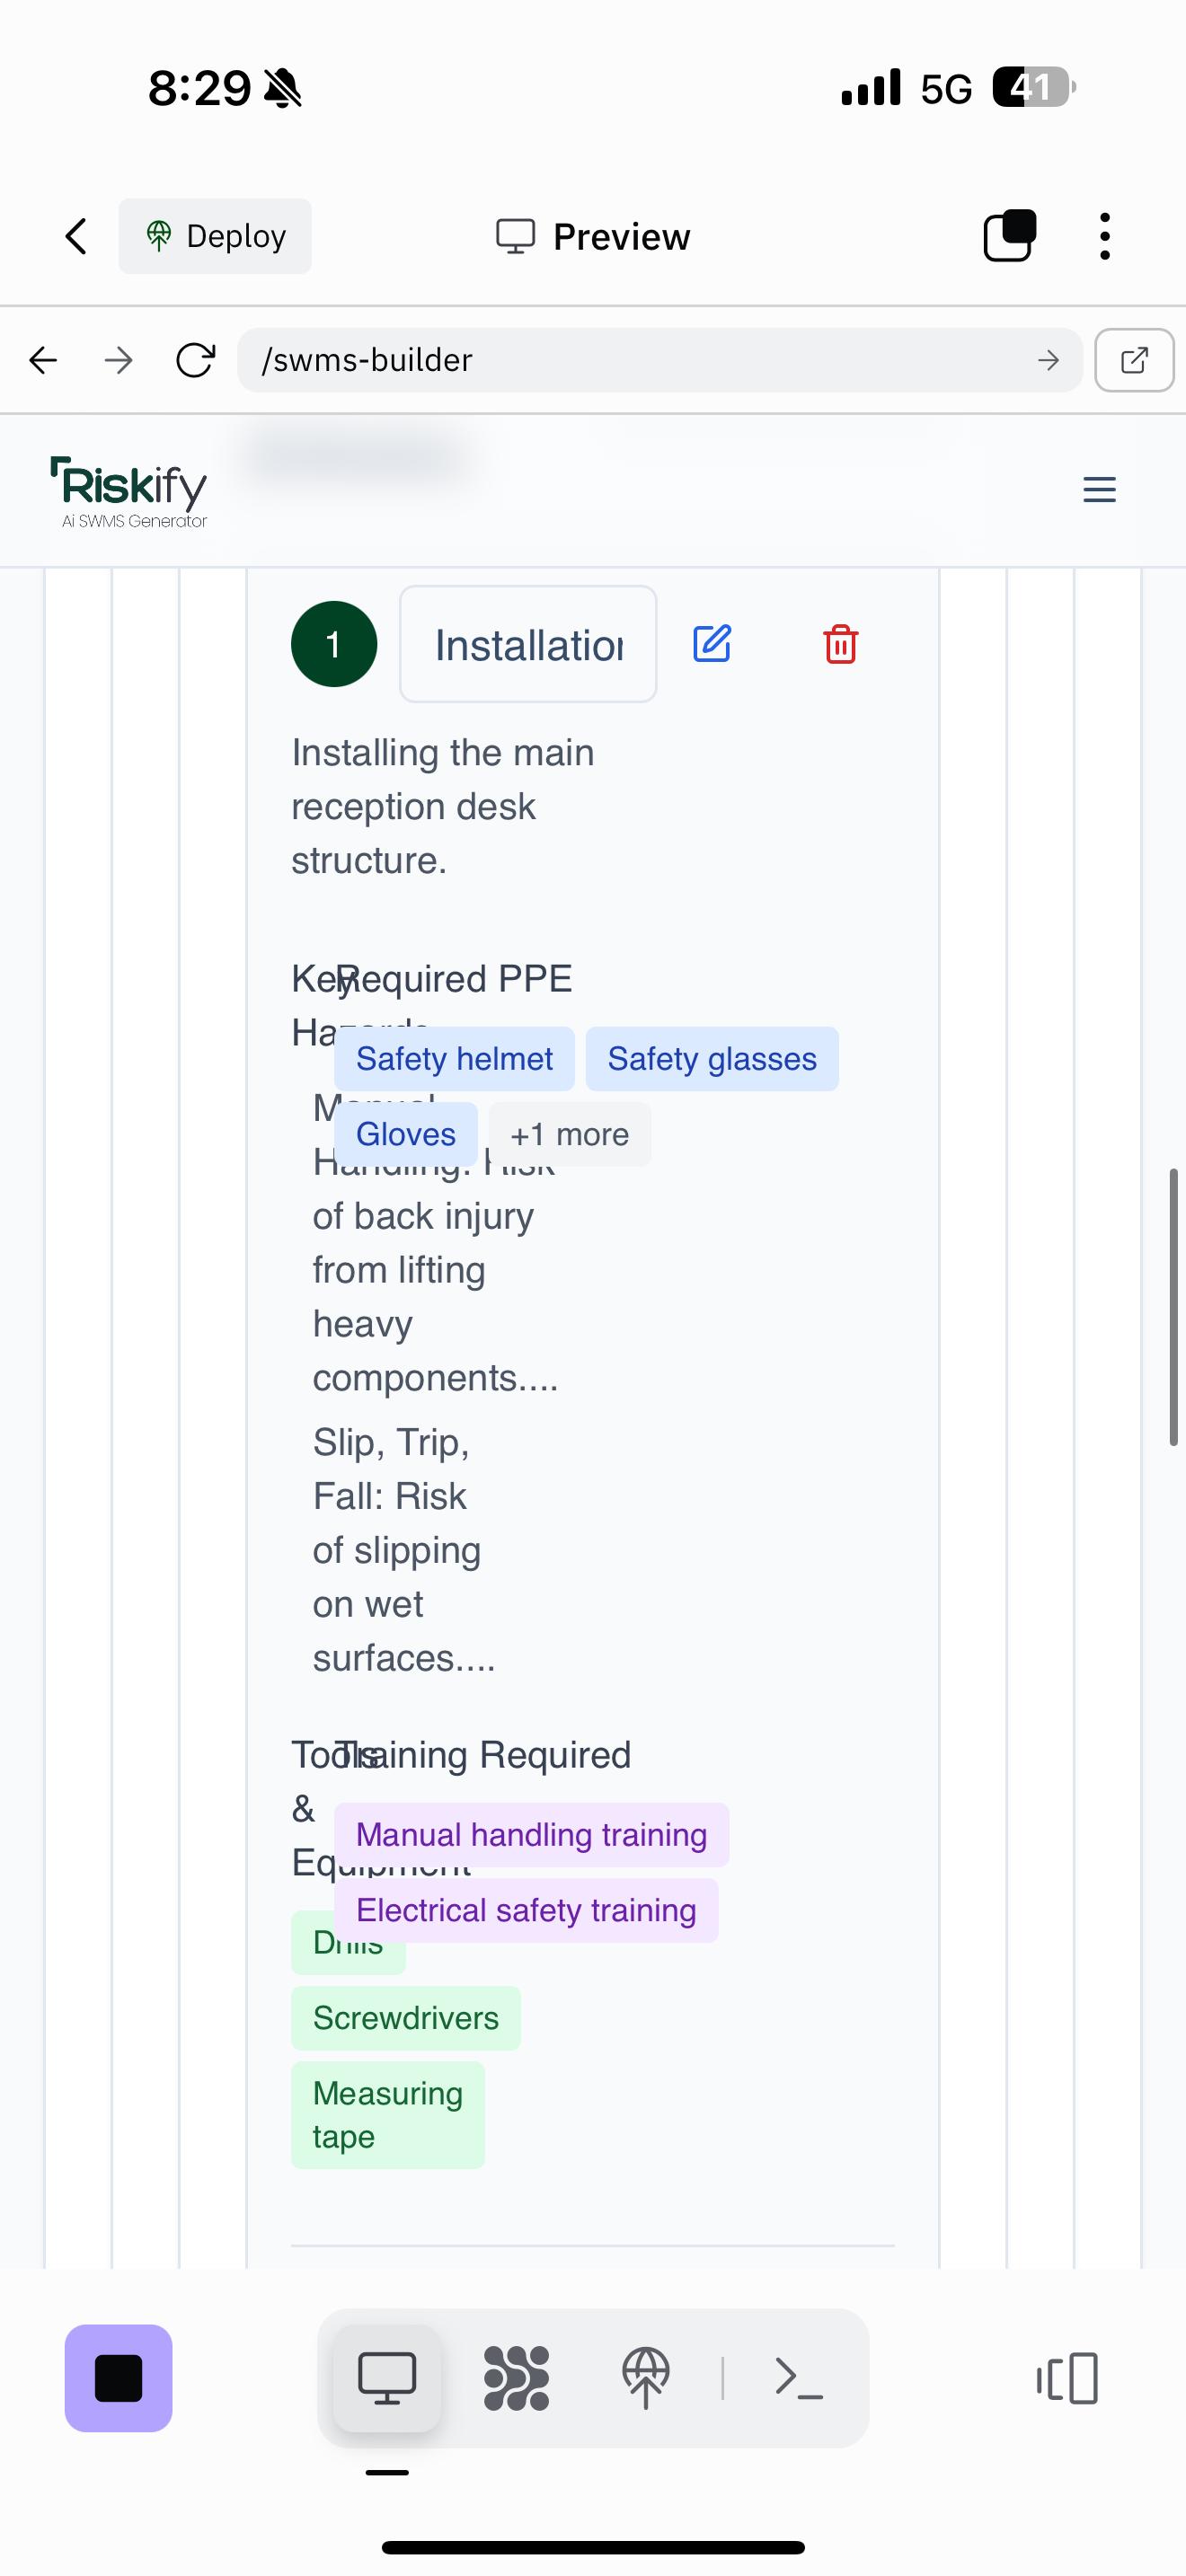 8:29
5G
41
Deploy
Preview
/swms-builder
Riskify
Ai SWMS Generator
1
Installation
Installing the main
reception desk
structure.
Key
Hazards
Required PPE
Safety helmet
Safety glasses
Gloves
+1 more
Manual
Handling: Risk
of back injury
from lifting
heavy
components....
Slip, Trip,
Fall: Risk
of slipping
on wet
surfaces....
Tools
&
Equipment
Training Required
Manual handling training
Electrical safety training
Drills
Screwdrivers
Measuring
tape